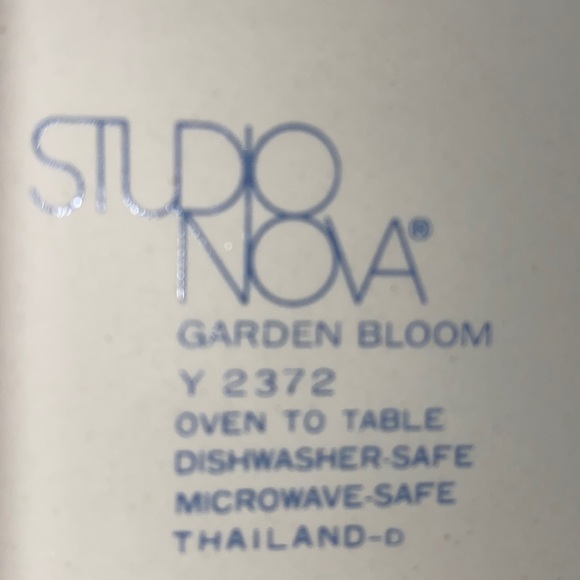 STUDIO
NOVA®
GARDEN BLOOM
Y 2372
OVEN TO TABLE
DISHWASHER-SAFE
MICROWAVE-SAFE
THAILAND-D